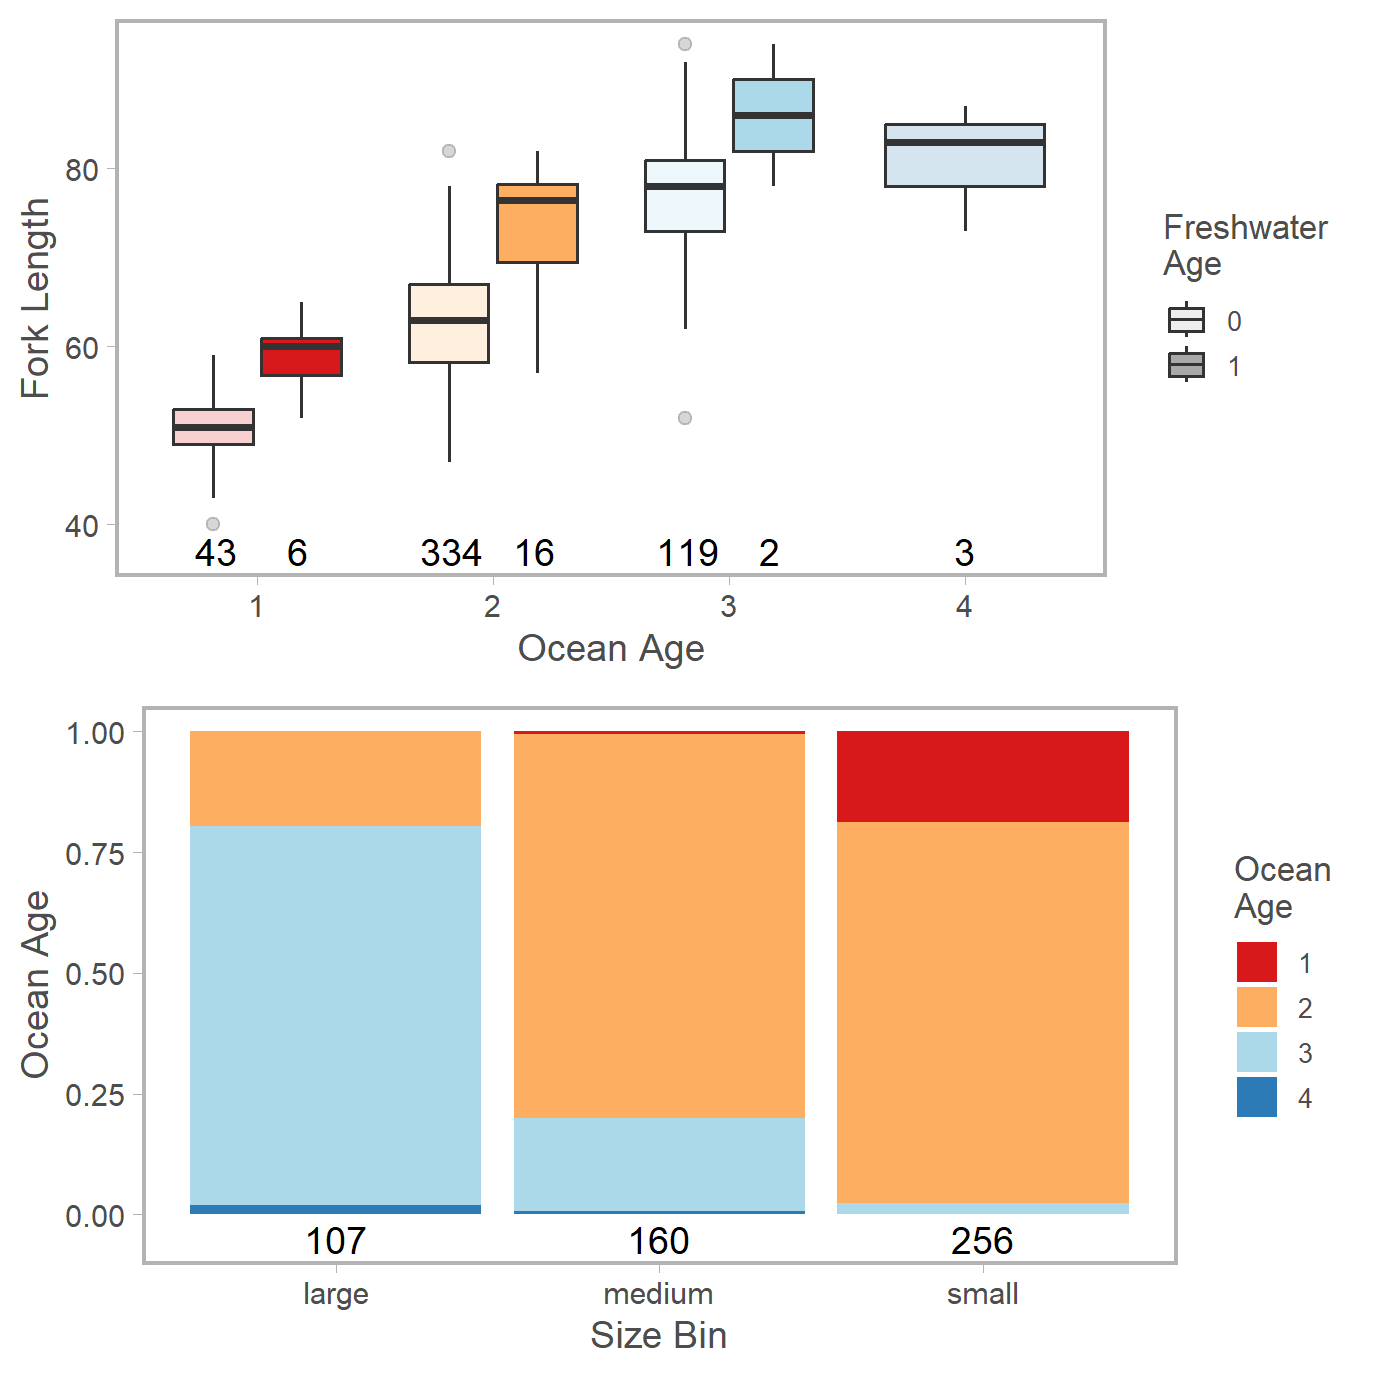 80
60
40
Fork Length
43 6 334 16 119 2 3
1 2 3 4
Ocean Age
Freshwater
Age
0
1
1.00
0.75
0.50
0.25
0.00
Ocean Age
107 160 256
large medium small
Size Bin
Ocean
Age
1
2
3
4